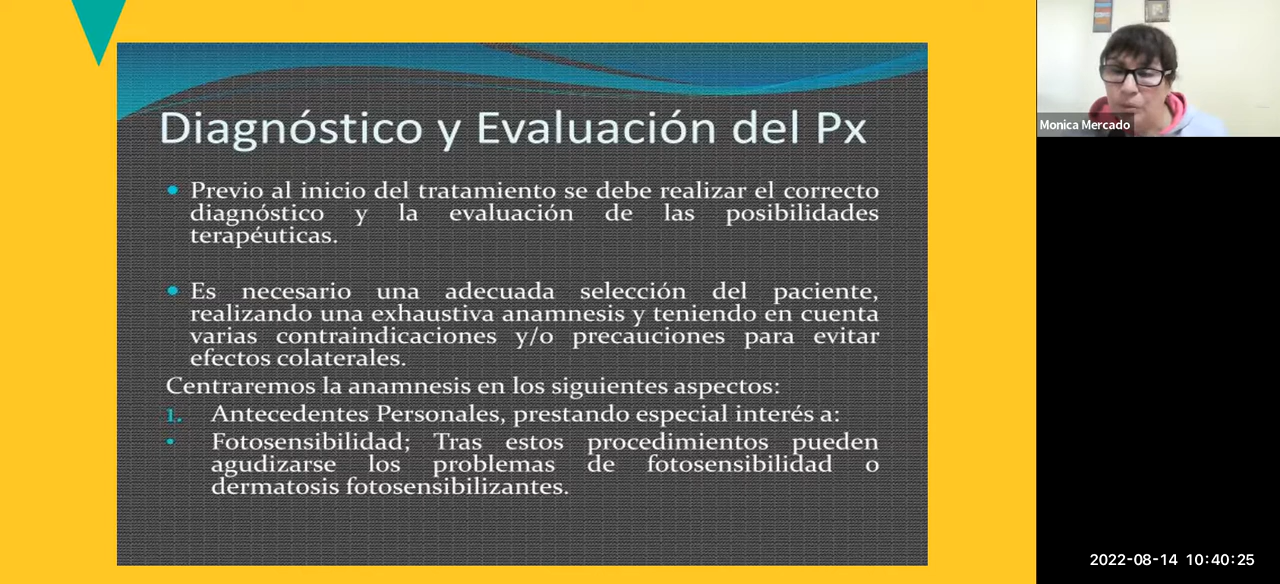 Diagnóstico y Evaluación del Px
• Previo al inicio del tratamiento se debe realizar el correcto
diagnóstico y la evaluación de las posibilidades
terapéuticas.
• Es necesario una adecuada selección del paciente,
realizando una exhaustiva anamnesis y teniendo en cuenta
varias contraindicaciones y/o precauciones para evitar
efectos colaterales.
Centraremos la anamnesis en los siguientes aspectos:
1. Antecedentes Personales, prestando especial interés a:
• Fotosensibilidad; Tras estos procedimientos pueden
agudizarse los problemas de fotosensibilidad o
dermatosis fotosensibilizantes.
Monica Mercado
2022-08-14 10:40:25